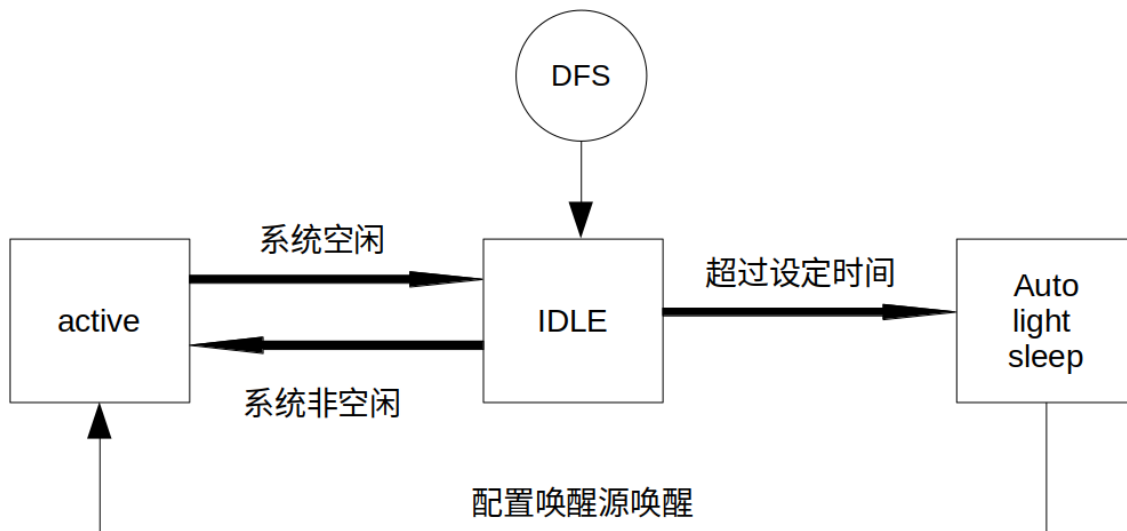 DFS
系统空闲
超过设定时间
active
IDLE
Auto
light
sleep
系统非空闲
配置唤醒源唤醒